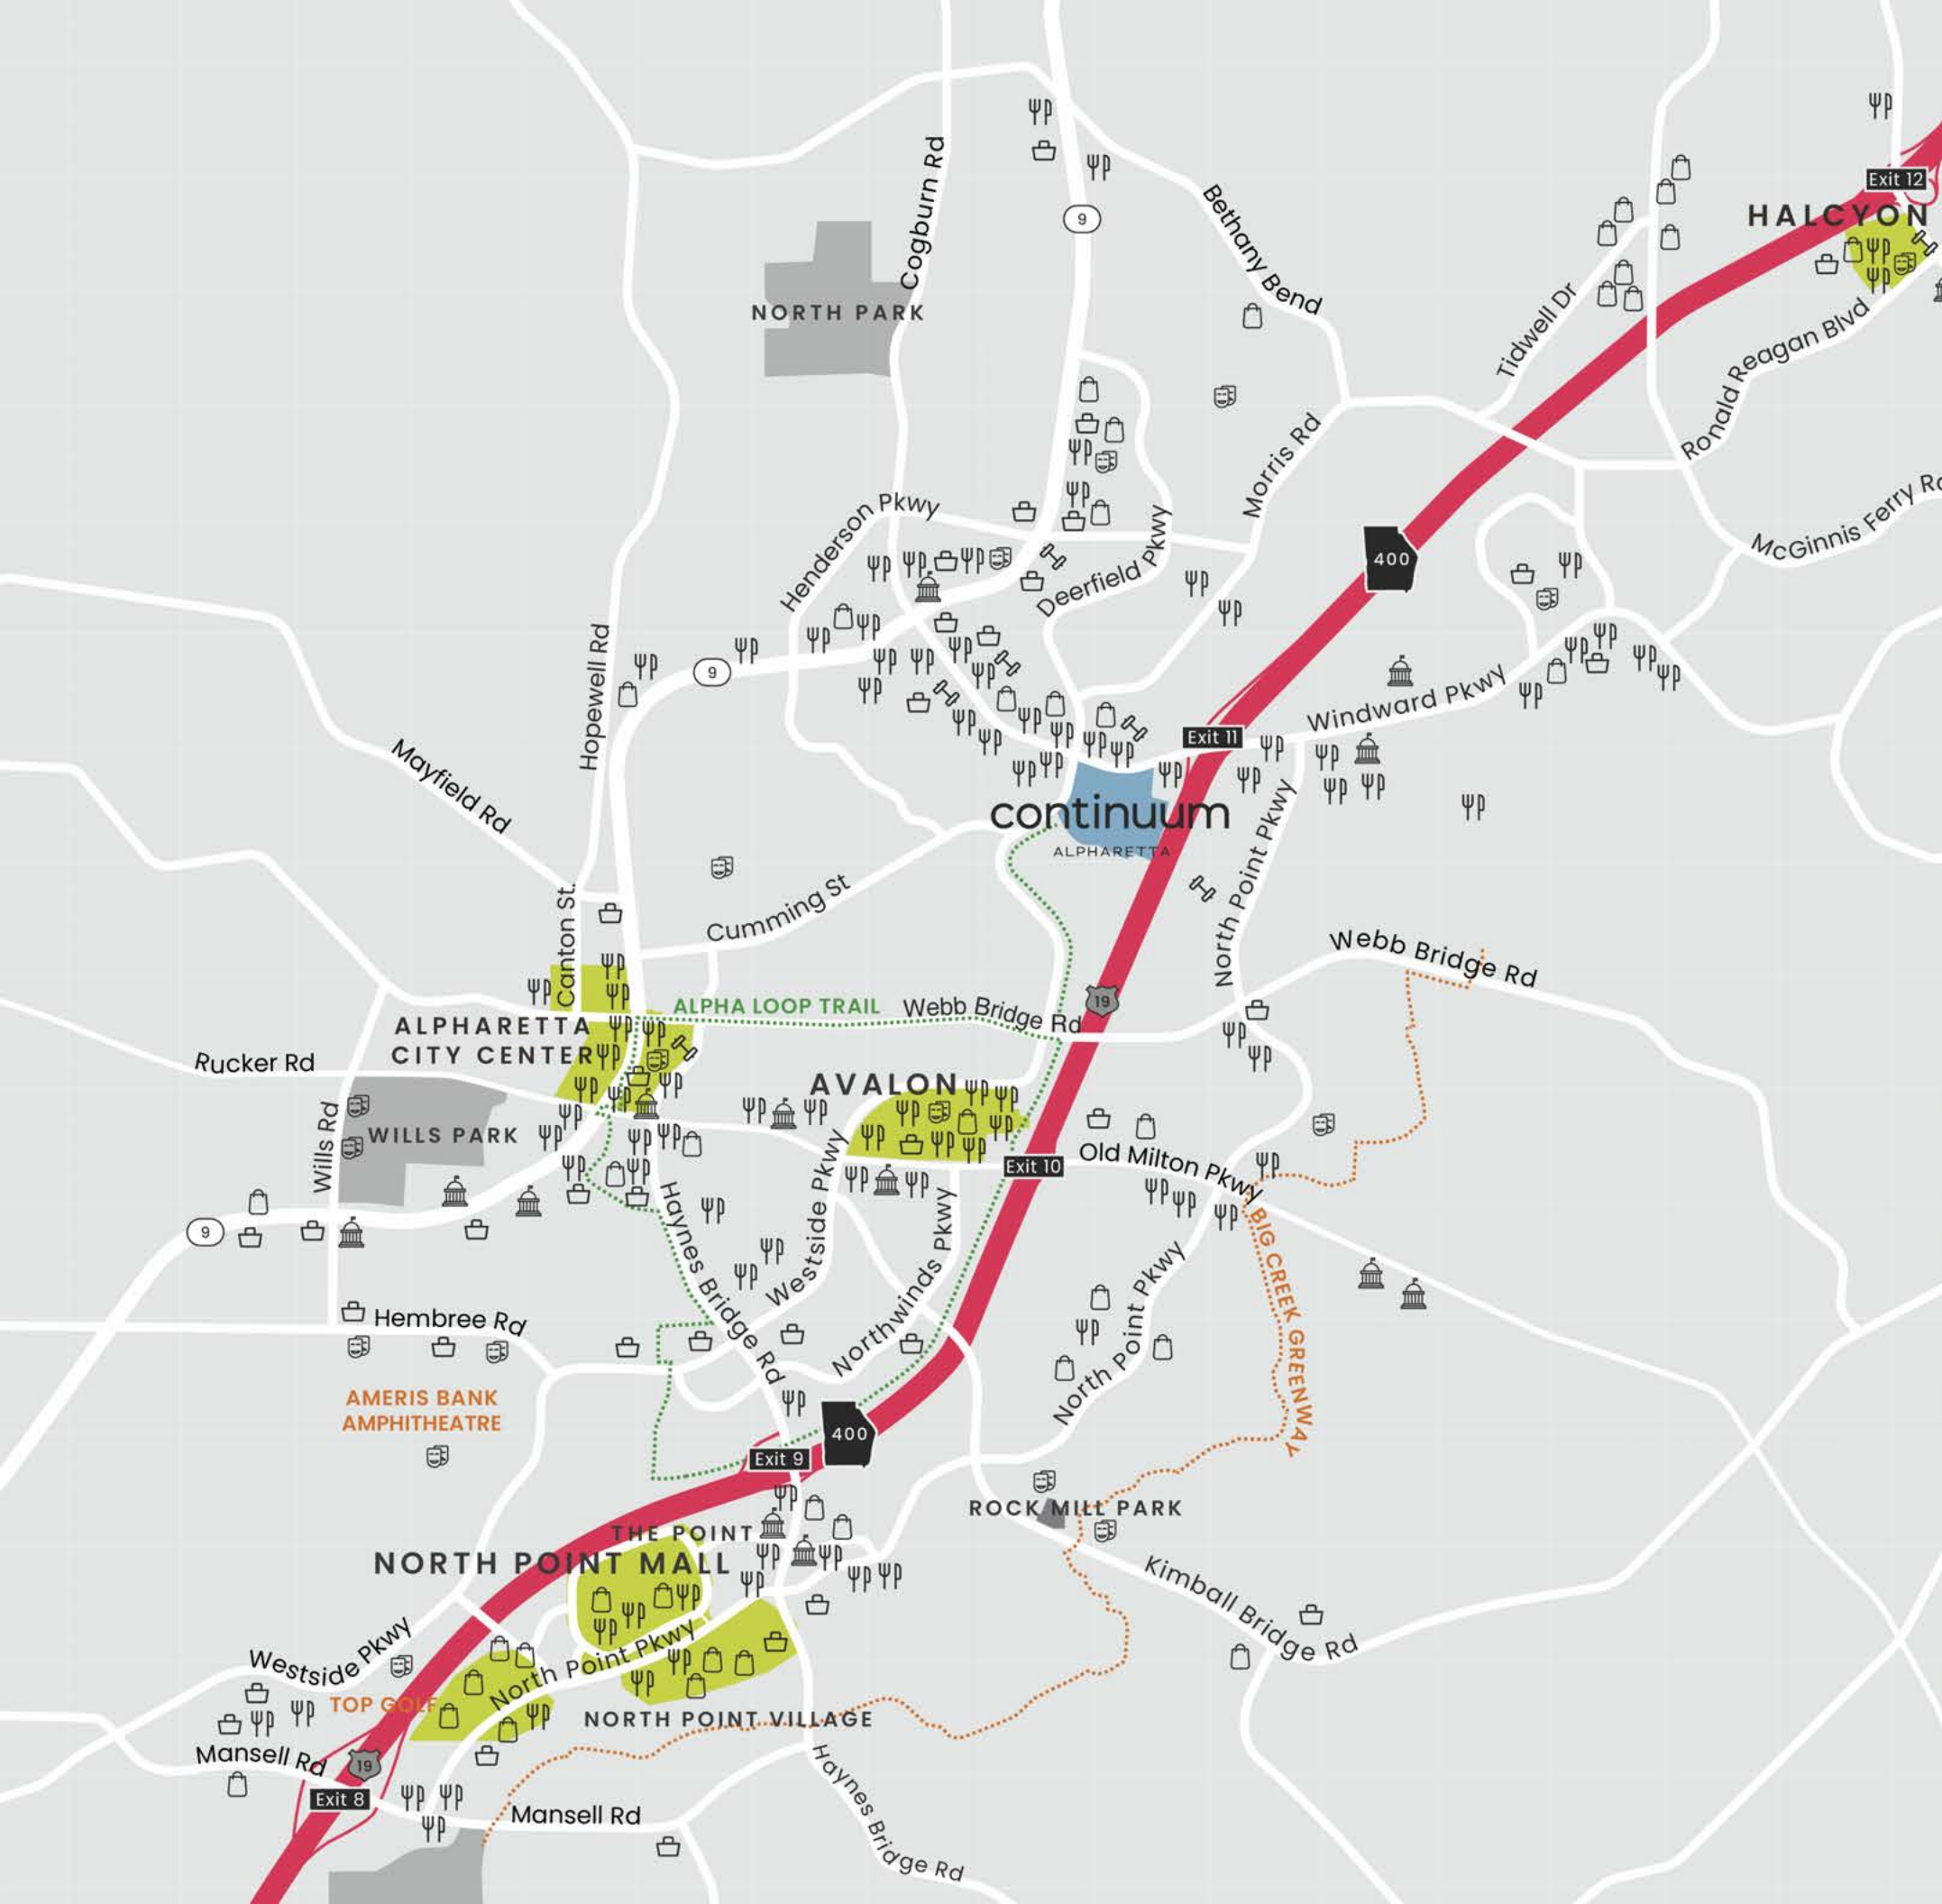 Exit 12
HALCYON
Cogburn Rd
9
Bethany Bend
NORTH PARK
Tidwell Dr
Ronald Reagan Blvd
Morris Rd
McGinnis Ferry
Henderson Pkwy
Deerfield Pkwy
400
Hopewell Rd
9
Windward Pkwy
Exit 11
Mayfield Rd
continuum
ALPHARETTA
North Point Pkwy
Cumming St
Canton St.
Webb Bridge Rd
ALPHA LOOP TRAIL
Webb Bridge Rd
19
ALPHARETTA
CITY CENTER
Rucker Rd
AVALON
Wills Rd
WILLS PARK
Exit 10
Old Milton Pkwy
9
Haynes Bridge Rd
Westside Pkwy
Northwinds Pkwy
North Point Pkwy
BIG CREEK GREENWAY
Hembree Rd
AMERIS BANK
AMPHITHEATRE
400
Exit 9
ROCK MILL PARK
THE POINT
NORTH POINT MALL
Kimball Bridge Rd
Westside Pkwy
North Point Pkwy
TOP GOLF
NORTH POINT VILLAGE
Mansell Rd
19
Exit 8
Mansell Rd
Haynes Bridge Rd